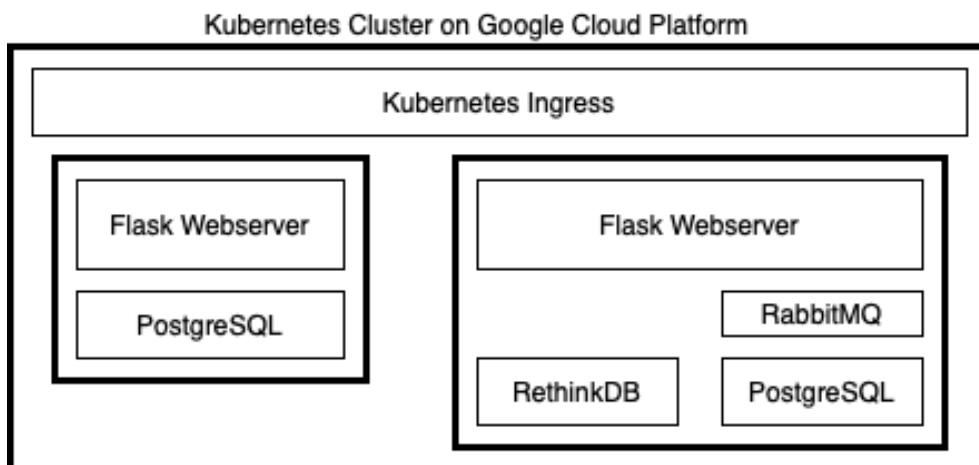 Kubernetes Cluster on Google Cloud Platform
Kubernetes Ingress
Flask Webserver
PostgreSQL
Flask Webserver
RabbitMQ
RethinkDB
PostgreSQL